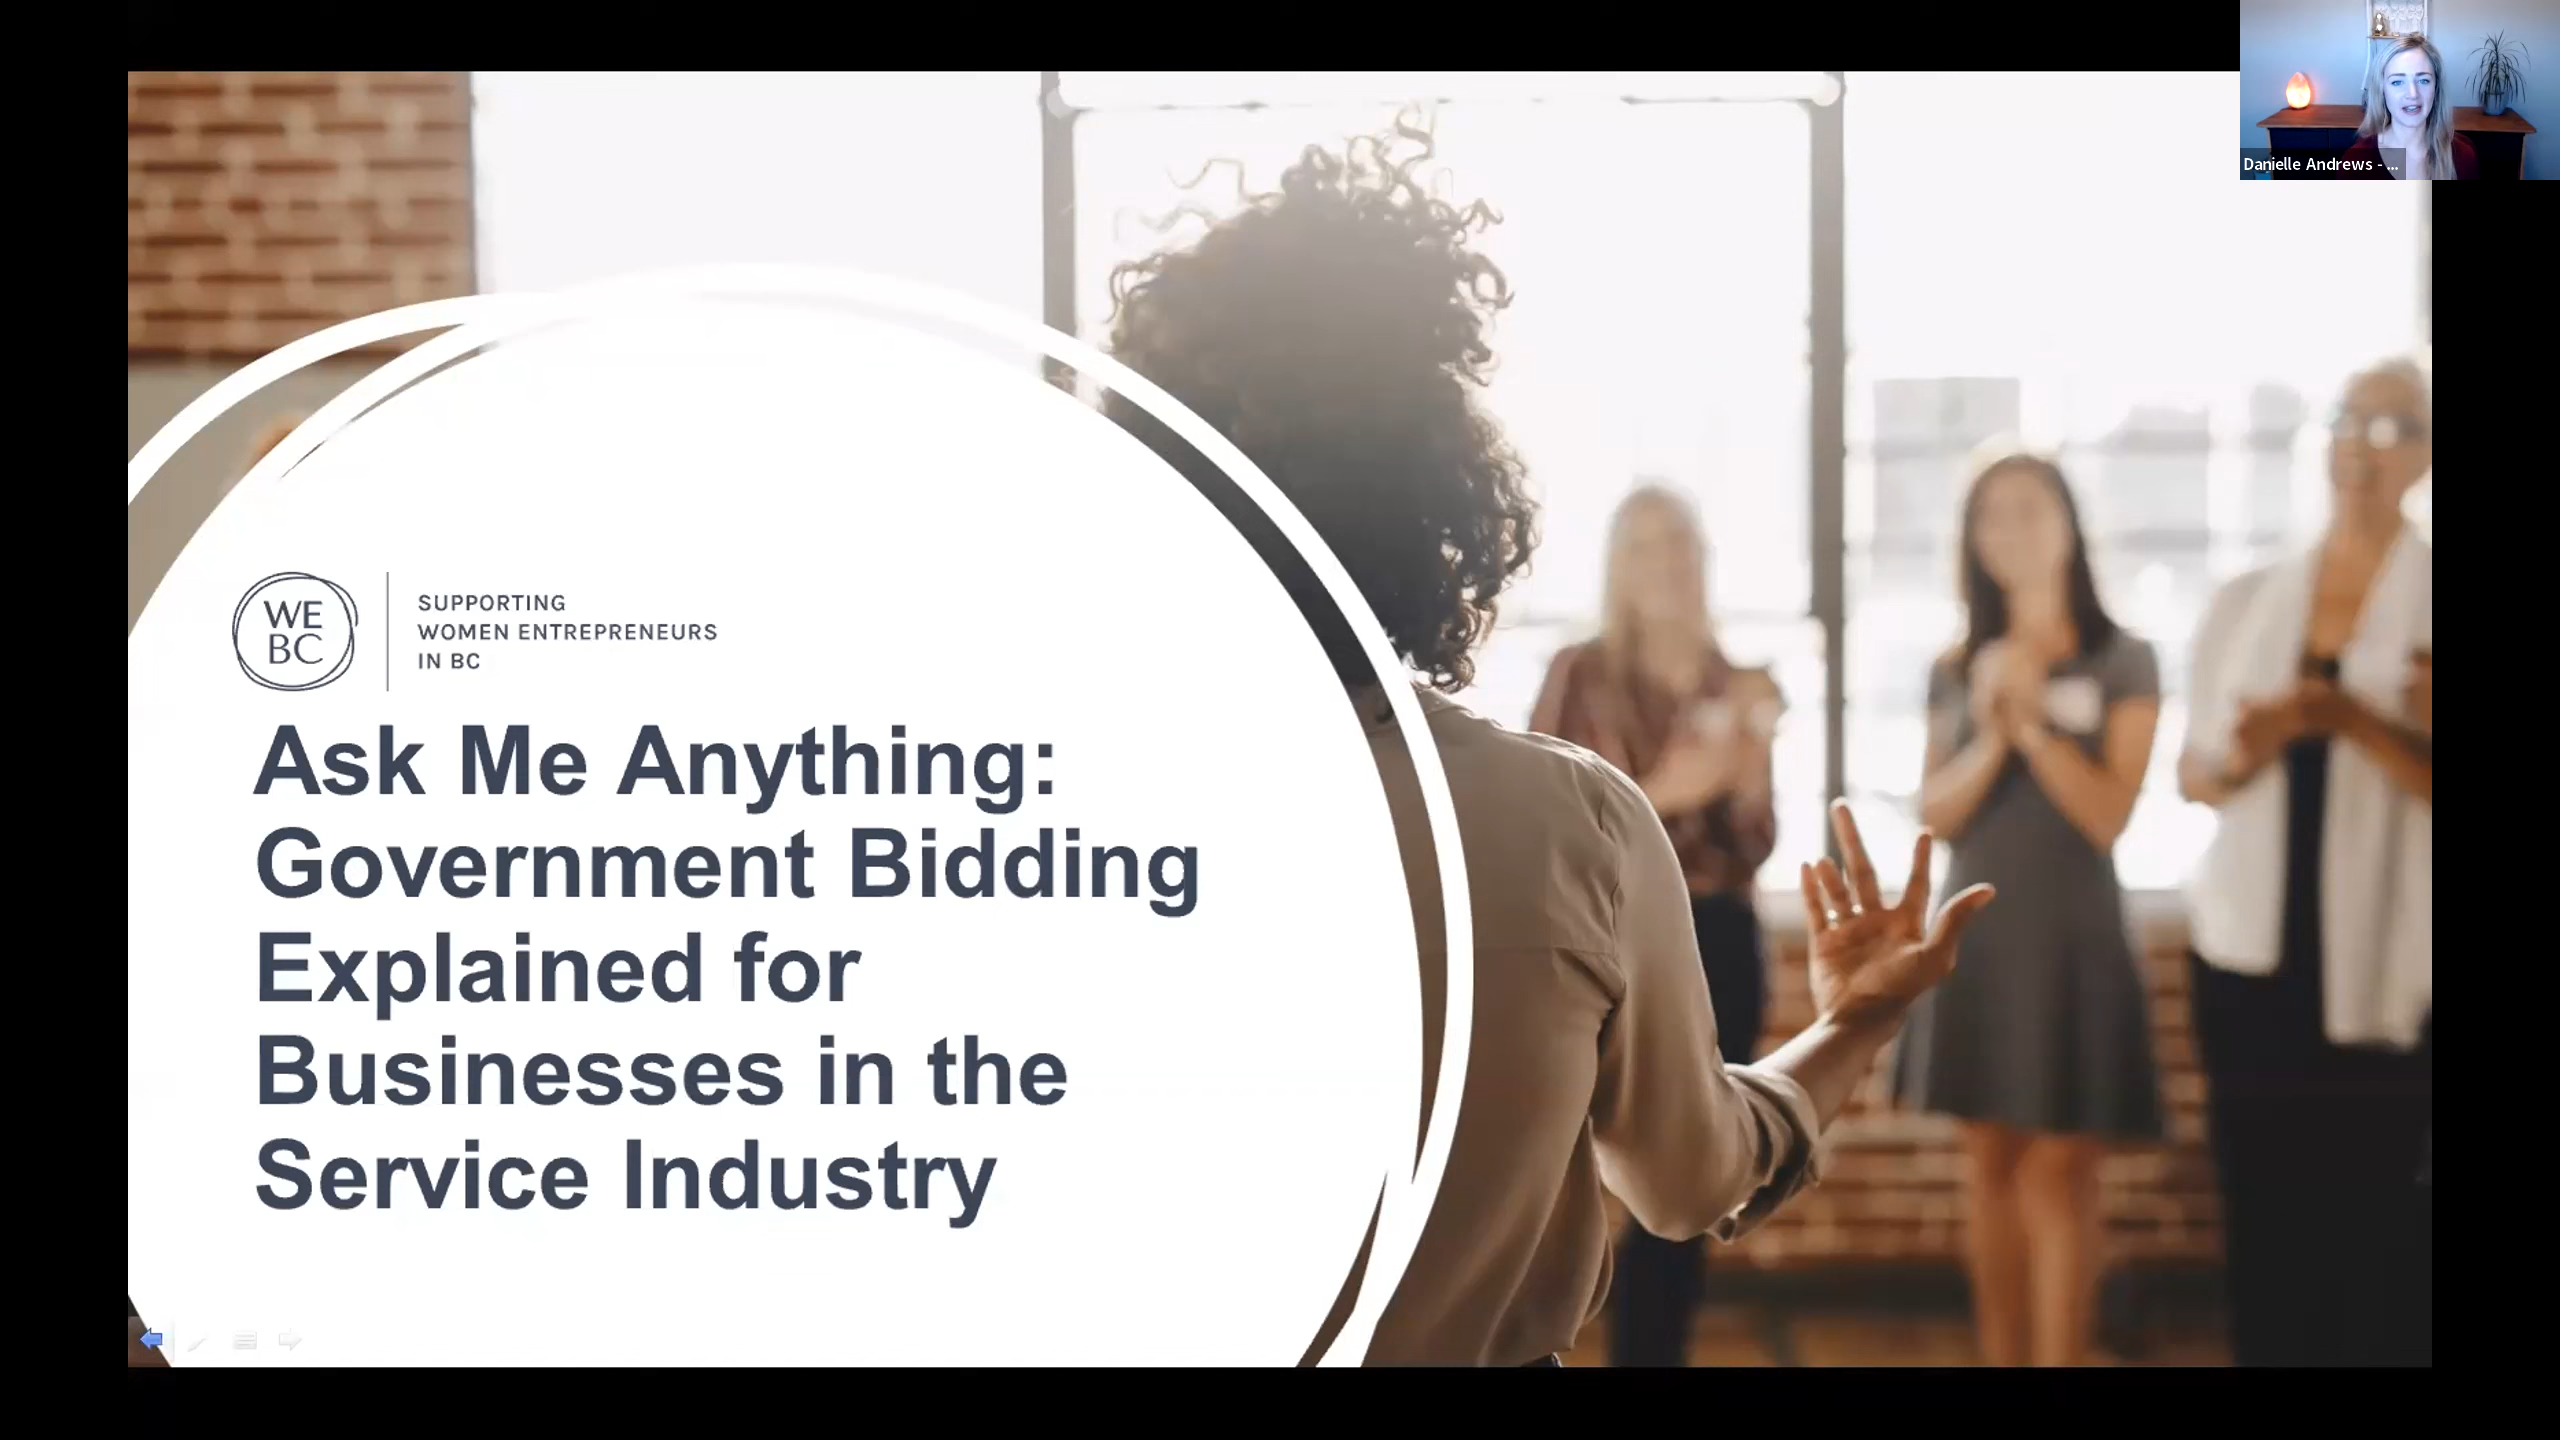 Danielle Andrews - ...
WE
BC
SUPPORTING
WOMEN ENTREPRENEURS
IN BC
Ask Me Anything:
Government Bidding
Explained for
Businesses in the
Service Industry